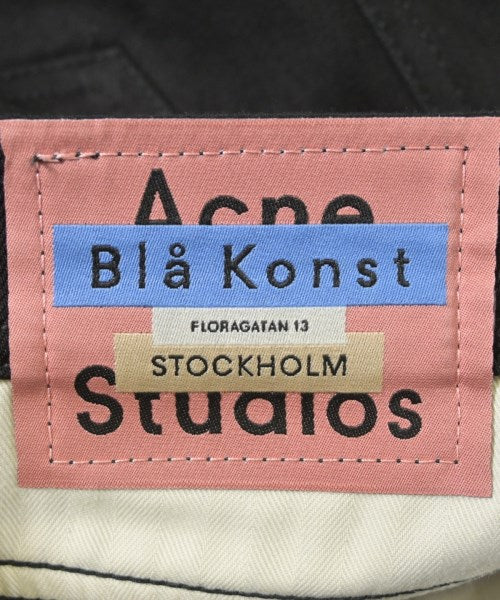 Acne
Blå Konst
FLORAGATAN 13
STOCKHOLM
Studios